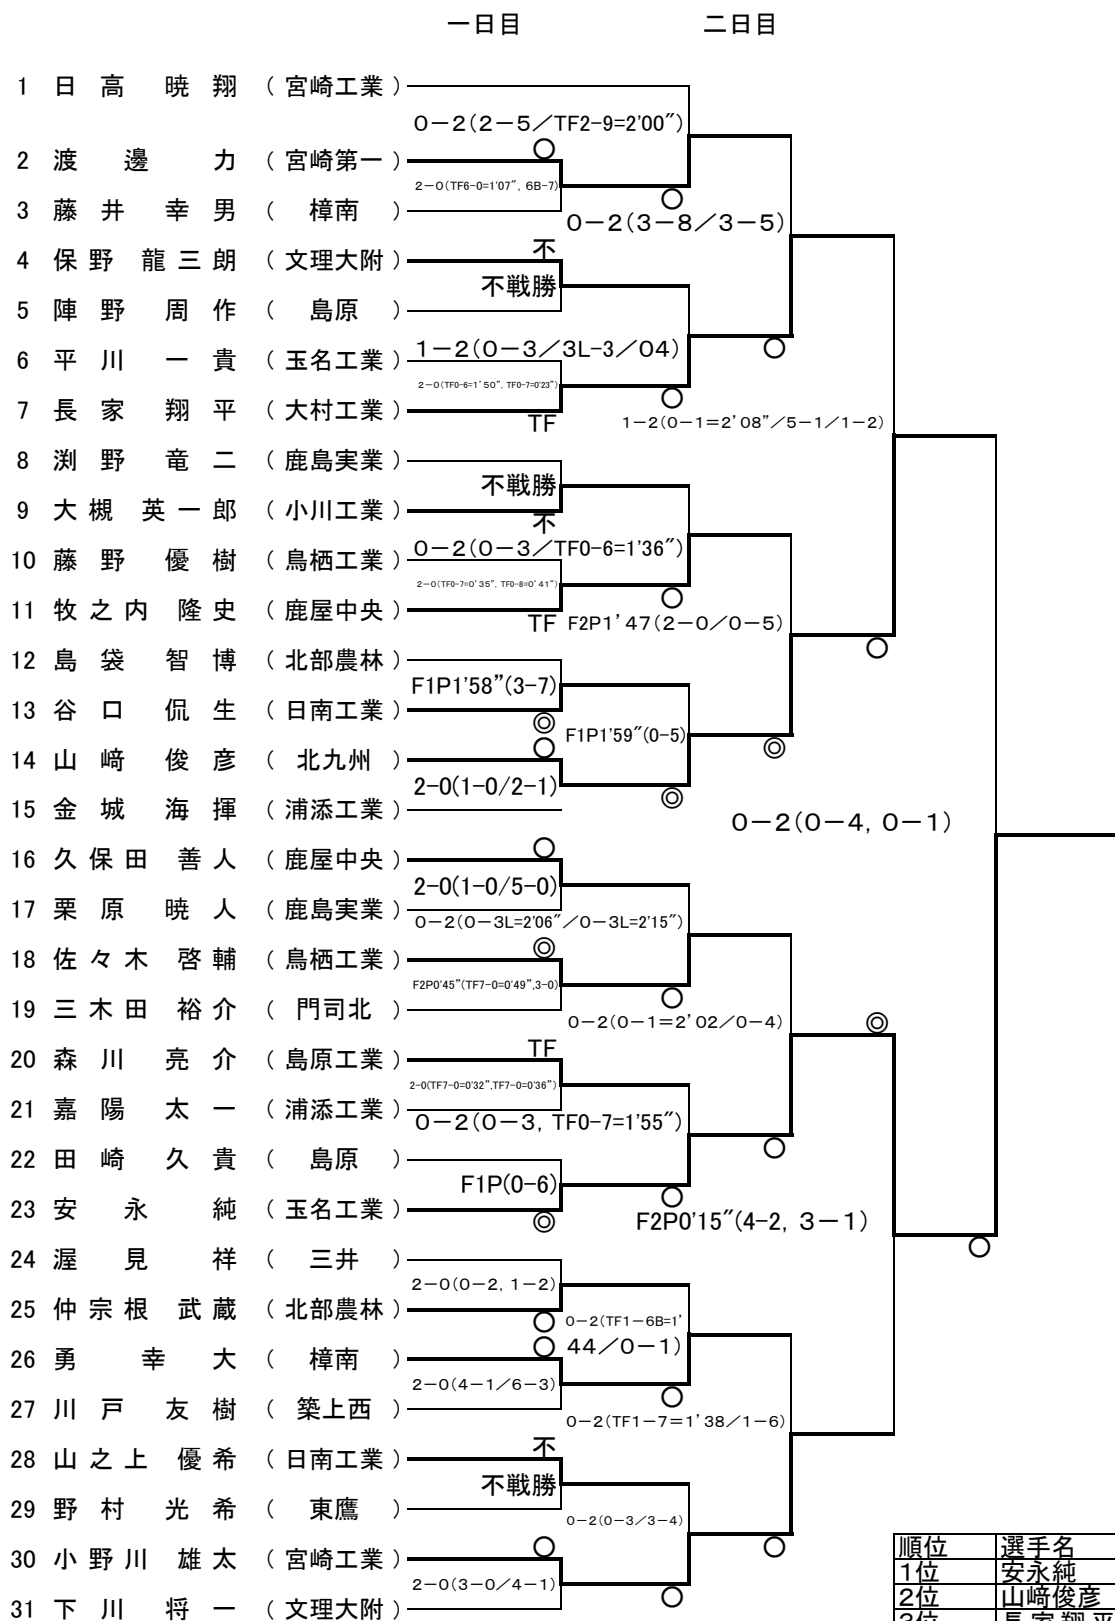 一日目 二日目
1 日高 暁翔 ( 宮崎工業 )
0-2(2-5/TF2-9=2'00")
○
2 渡邊 力 ( 宮崎第一 )
2-0(TF6-0=1'07", 6B-7)
○
3 藤井 幸男 ( 樟南 )
0-2(3-8/3-5)
不
4 保野 龍三朗 ( 文理大附 )
不戦勝
5 陣野 周作 ( 島原 )
1-2(0-3/3L-3/04)
○
6 平川 一貴 ( 玉名工業 )
2-0(TF0-6=1'50", TF0-7=0'23")
○
7 長家 翔平 ( 大村工業 )
TF
1-2(0-1=2'08"/5-1/1-2)
8 渕野 竜二 ( 鹿島実業 )
不戦勝
9 大槻 英一郎 ( 小川工業 )
不
0-2(0-3/TF0-6=1'36")
10 藤野 優樹 ( 鳥栖工業 )
2-0(TF0-7=0'35", TF0-8=0'41")
○
11 牧之内 隆史 ( 鹿屋中央 )
TF F2P1'47(2-0/0-5)
○
12 島袋 智博 ( 北部農林 )
F1P1'58"(3-7)
13 谷口 侃生 ( 日南工業 )
◎
F1P1'59"(0-5)
○ ◎
14 山﨑 俊彦 ( 北九州 )
2-0(1-0/2-1)
◎
15 金城 海揮 ( 浦添工業 )
0-2(0-4, 0-1)
○
16 久保田 善人 ( 鹿屋中央 )
2-0(1-0/5-0)
17 栗原 暁人 ( 鹿島実業 )
0-2(0-3L=2'06"/0-3L=2'15")
◎
18 佐々木 啓輔 ( 鳥栖工業 )
F2P0'45"(TF7-0=0'49",3-0)
○
19 三木田 裕介 ( 門司北 )
0-2(0-1=2'02/0-4)
◎
TF
20 森川 亮介 ( 島原工業 )
2-0(TF7-0=0'32",TF7-0=0'36")
21 嘉陽 太一 ( 浦添工業 )
0-2(0-3, TF0-7=1'55")
○
22 田崎 久貴 ( 島原 )
F1P(0-6)
○
23 安永 純 ( 玉名工業 )
◎
F2P0'15"(4-2, 3-1)
○
24 渥見 祥 ( 三井 )
2-0(0-2, 1-2)
25 仲宗根 武蔵 ( 北部農林 )
○
0-2(TF1-6B=1'
○
44/0-1)
26 勇 幸大 ( 樟南 )
2-0(4-1/6-3)
○
27 川戸 友樹 ( 築上西 )
0-2(TF1-7=1'38/1-6)
不
28 山之上 優希 ( 日南工業 )
不戦勝
29 野村 光希 ( 東鷹 )
0-2(0-3/3-4)
○ ○
30 小野川 雄太 ( 宮崎工業 )
2-0(3-0/4-1)
○
31 下川 将一 ( 文理大附 )
順位 選手名
1位 安永純
2位 山﨑俊彦
3位 長家翔平